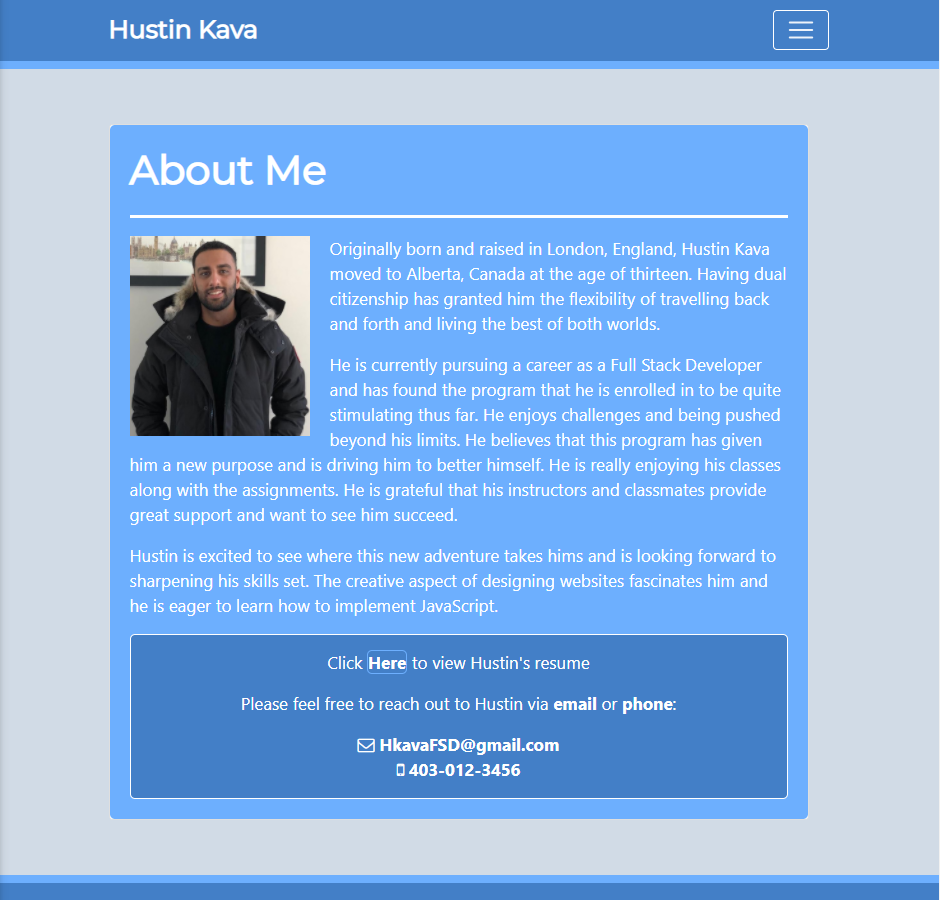 Hustin Kava
About Me
Originally born and raised in London, England, Hustin Kava
moved to Alberta, Canada at the age of thirteen. Having dual
citizenship has granted him the flexibility of travelling back
and forth and living the best of both worlds.
He is currently pursuing a career as a Full Stack Developer
and has found the program that he is enrolled in to be quite
stimulating thus far. He enjoys challenges and being pushed
beyond his limits. He believes that this program has given
him a new purpose and is driving him to better himself. He is really enjoying his classes
along with the assignments. He is grateful that his instructors and classmates provide
great support and want to see him succeed.
Hustin is excited to see where this new adventure takes hims and is looking forward to
sharpening his skills set. The creative aspect of designing websites fascinates him and
he is eager to learn how to implement JavaScript.
Click Here to view Hustin's resume
Please feel free to reach out to Hustin via email or phone:
HkavaFSD@gmail.com
403-012-3456